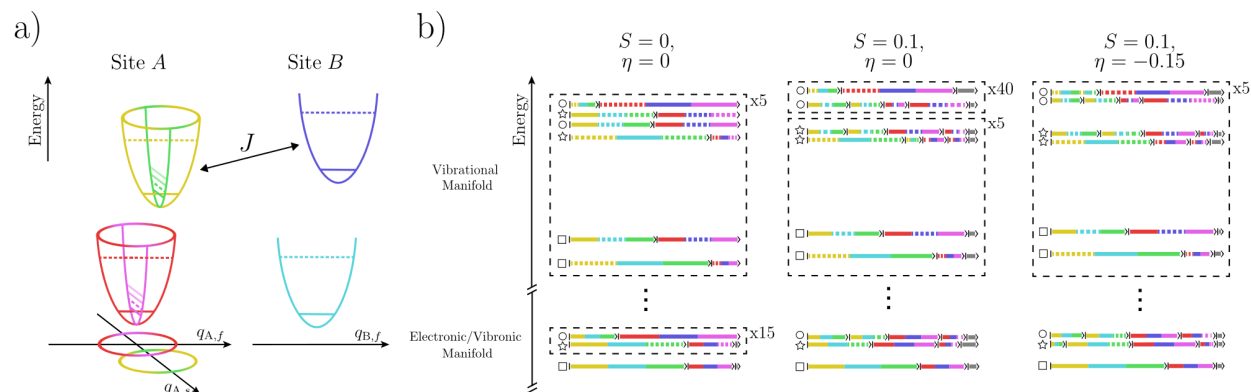 a)
Site A
Site B
Energy
J
q_{A,f}
q_{B,f}
q_{A,s}
b)
S = 0,
η = 0
S = 0.1,
η = 0
S = 0.1,
η = −0.15
Energy
x5
x40
x5
x5
Vibrational
Manifold
x15
Electronic/Vibronic
Manifold